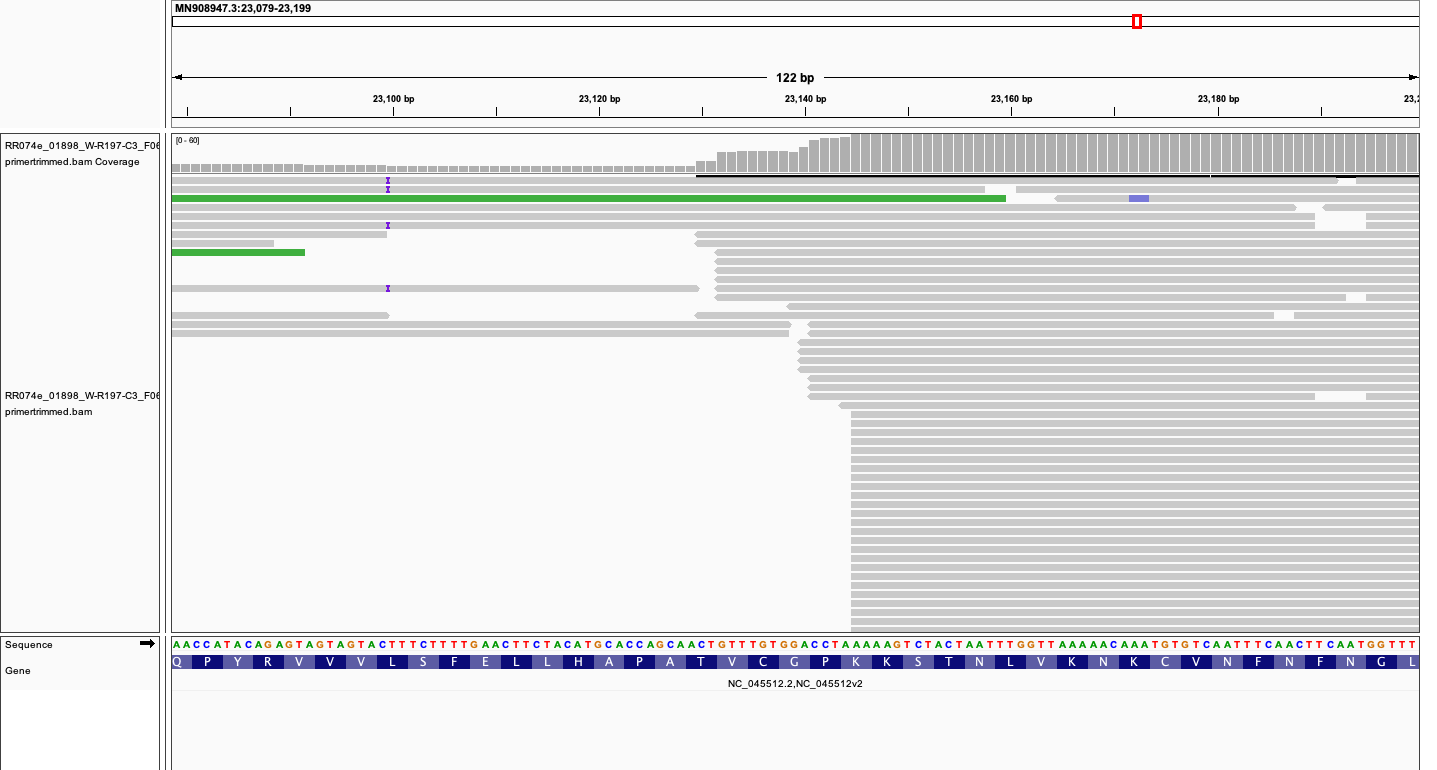 MN908947.3:23,079-23,199
122 bp
23,100 bp 23,120 bp 23,140 bp 23,160 bp 23,180 bp 23,2
RR074e_01898_W-R197-C3_F06
primertrimmed.bam Coverage
[0 - 60]
RR074e_01898_W-R197-C3_F06
primertrimmed.bam
Sequence
AACCATACAGAGTAGTAGTACTTTCTTTTGAACTTCTACATGCACCAGCAACTGTTTGTGGACCTAAAAAGTCTACTAATTTGGTTAAAAACAAATGTGTCAATTTCAACTTCAATGGTTT
Gene
Q P Y R V V V L S F E L L H A P A T V C G P K K S T N L V K N K C V N F N F N G L
NC_045512.2,NC_045512v2